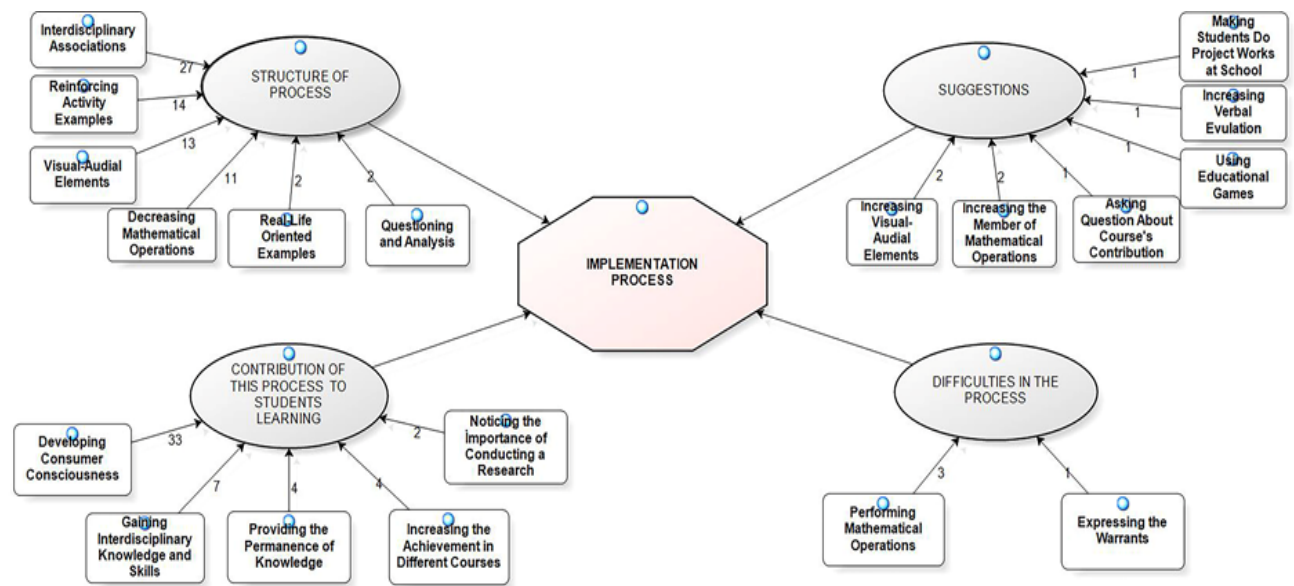 Interdisciplinary
Associations
27
Reinforcing
Activity
Examples
14
Visual-Audial
Elements
13
Decreasing
Mathematical
Operations
11
Real-Life
Oriented
Examples
2
Questioning
and Analysis
2
STRUCTURE OF
PROCESS
SUGGESTIONS
Making
Students Do
Project Works
at School
1
Increasing
Verbal
Evulation
1
Using
Educational
Games
1
Increasing
Visual-
Audial
Elements
2
Increasing the
Member of
Mathematical
Operations
2
Asking
Question About
Course's
Contribution
1
IMPLEMENTATION
PROCESS
CONTRIBUTION OF
THIS PROCESS TO
STUDENTS
LEARNING
Developing
Consumer
Consciousness
33
Gaining
Interdisciplinary
Knowledge and
Skills
7
Providing the
Permanence of
Knowledge
4
Increasing the
Achievement in
Different Courses
4
Noticing the
importance of
Conducting a
Research
2
DIFFICULTIES IN THE
PROCESS
Performing
Mathematical
Operations
3
Expressing the
Warrants
1